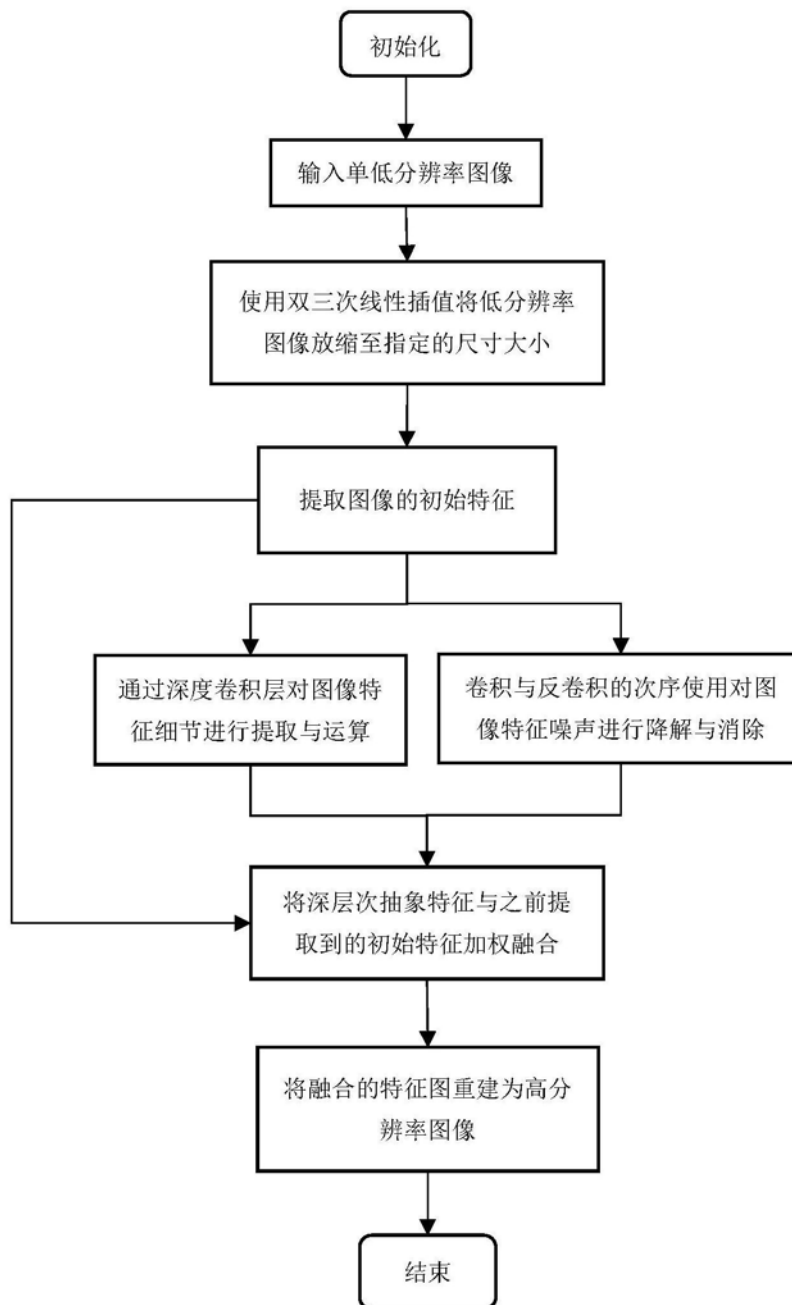 初始化
输入单低分辨率图像
使用双三次线性插值将低分辨率
图像放缩至指定的尺寸大小
提取图像的初始特征
通过深度卷积层对图像特
征细节进行提取与运算
卷积与反卷积的次序使用对图
像特征噪声进行降解与消除
将深层次抽象特征与之前提
取到的初始特征加权融合
将融合的特征图重建为高分
辨率图像
结束